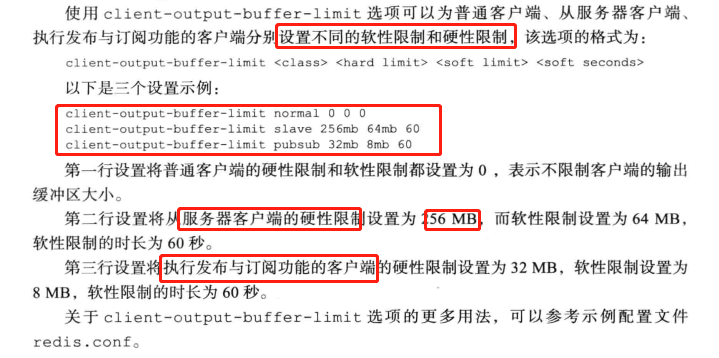 使用 client-output-buffer-limit 选项可以为普通客户端、从服务器客户端、
执行发布与订阅功能的客户端分别设置不同的软性限制和硬性限制，该选项的格式为：
client-output-buffer-limit <class> <hard limit> <soft limit> <soft seconds>
以下是三个设置示例：
client-output-buffer-limit normal 0 0 0
client-output-buffer-limit slave 256mb 64mb 60
client-output-buffer-limit pubsub 32mb 8mb 60
第一行设置将普通客户端的硬性限制和软性限制都设置为 0，表示不限制客户端的输出
缓冲区大小。
第二行设置将从服务器客户端的硬性限制设置为 256 MB，而软性限制设置为 64 MB，
软性限制的时长为 60 秒。
第三行设置将执行发布与订阅功能的客户端的硬性限制设置为 32 MB，软性限制设置为
8 MB，软性限制的时长为 60 秒。
关于 client-output-buffer-limit 选项的更多用法，可以参考示例配置文件
redis.conf。